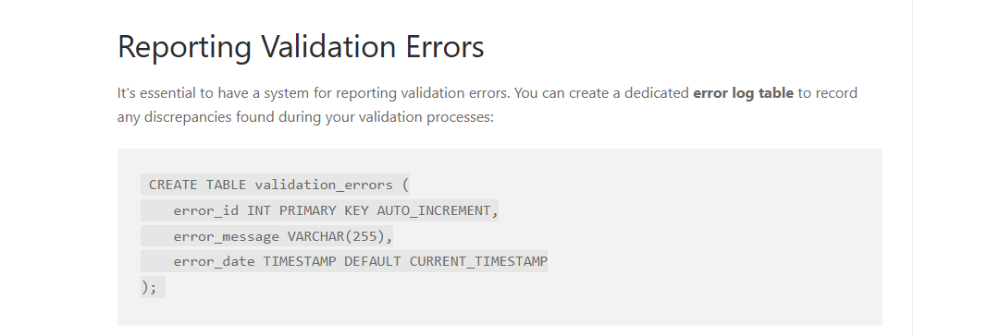 Reporting Validation Errors
It's essential to have a system for reporting validation errors. You can create a dedicated error log table to record
any discrepancies found during your validation processes:
CREATE TABLE validation_errors (
error_id INT PRIMARY KEY AUTO_INCREMENT,
error_message VARCHAR(255),
error_date TIMESTAMP DEFAULT CURRENT_TIMESTAMP
);